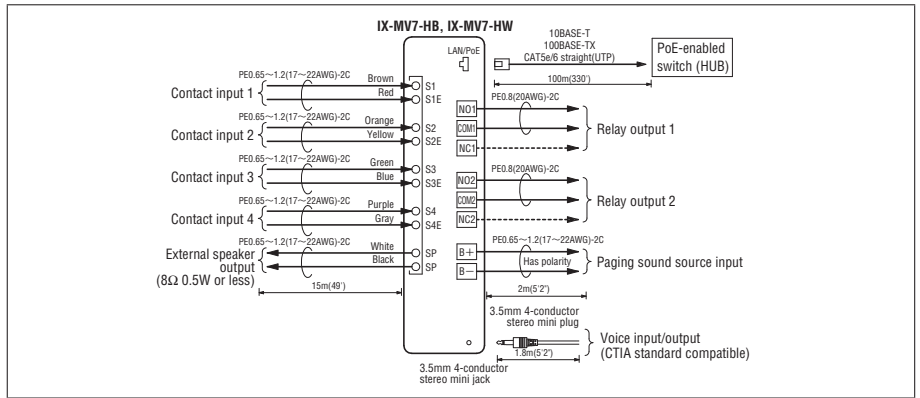 IX-MV7-HB, IX-MV7-HW
LAN/PoE
10BASE-T
100BASE-TX
CAT5e/6 straight(UTP)
100m(330')
PoE-enabled
switch (HUB)
PE0.65～1.2(17～22AWG)-2C
Contact input 1
Brown
Red
S1
S1E
PE0.65～1.2(17～22AWG)-2C
Contact input 2
Orange
Yellow
S2
S2E
PE0.65～1.2(17～22AWG)-2C
Contact input 3
Green
Blue
S3
S3E
PE0.65～1.2(17～22AWG)-2C
Contact input 4
Purple
Gray
S4
S4E
PE0.65～1.2(17～22AWG)-2C
External speaker
output
(8Ω 0.5W or less)
White
Black
SP
SP
15m(49')
NO1
COM1
NC1
PE0.8(20AWG)-2C
Relay output 1
NO2
COM2
NC2
PE0.8(20AWG)-2C
Relay output 2
B+
B−
PE0.65～1.2(17～22AWG)-2C
Has polarity
Paging sound source input
2m(5'2")
3.5mm 4-conductor
stereo mini plug
1.8m(5'2")
Voice input/output
(CTIA standard compatible)
3.5mm 4-conductor
stereo mini jack